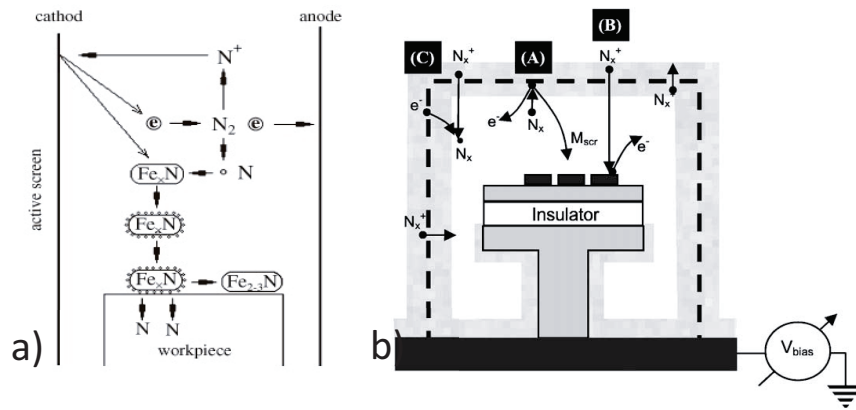 cathod
anode
N+
e
N2
e
FexN
N
FexN
FexN
Fe2-3N
N
N
active screen
workpiece
a)
(B)
(C)
Nx+
(A)
Nx+
e-
e-
Nx
Nx
Mscr
e-
Nx
Nx+
Insulator
b)
Vbias